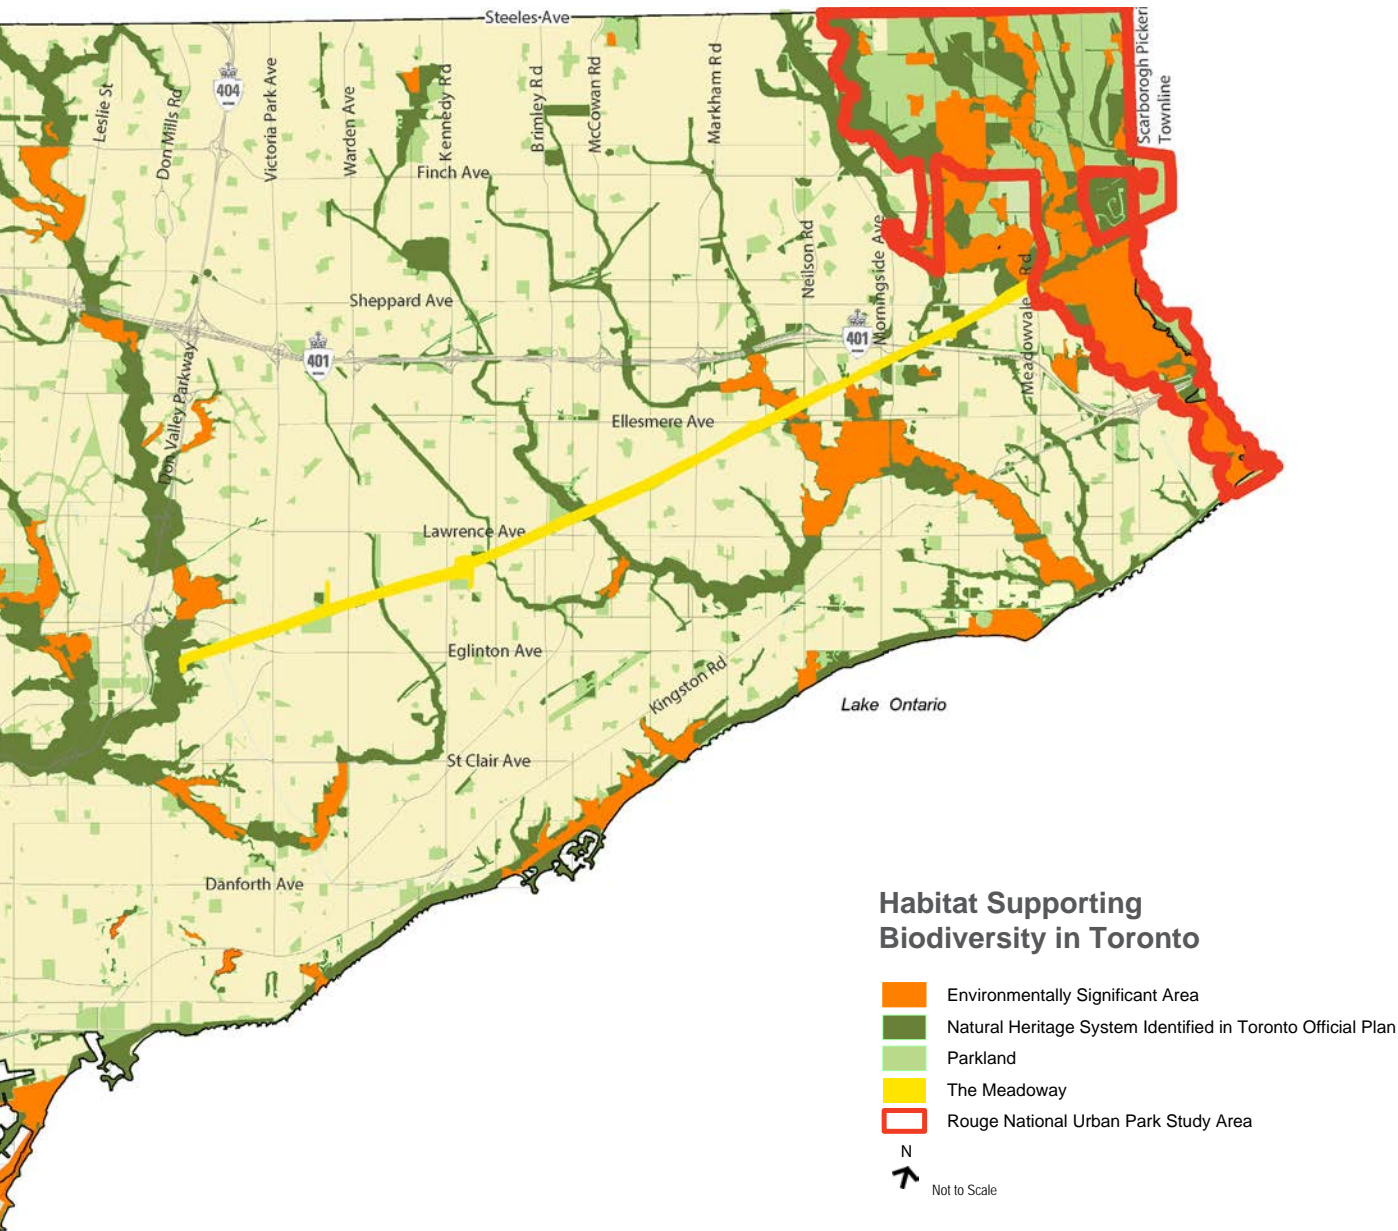 Steeles Ave
Leslie St
Don Mills Rd
404
Victoria Park Ave
Warden Ave
Kennedy Rd
Brimley Rd
McCowan Rd
Markham Rd
Scarborogh Pickeri
Townline
Finch Ave
Neilson Rd
Morningside Ave
Meadowvale Rd
Sheppard Ave
401
401
Don Valley Parkway
Ellesmere Ave
Lawrence Ave
Eglinton Ave
Kingston Rd
Lake Ontario
St Clair Ave
Danforth Ave
Habitat Supporting
Biodiversity in Toronto
Environmentally Significant Area
Natural Heritage System Identified in Toronto Official Plan
Parkland
The Meadoway
Rouge National Urban Park Study Area
N
Not to Scale